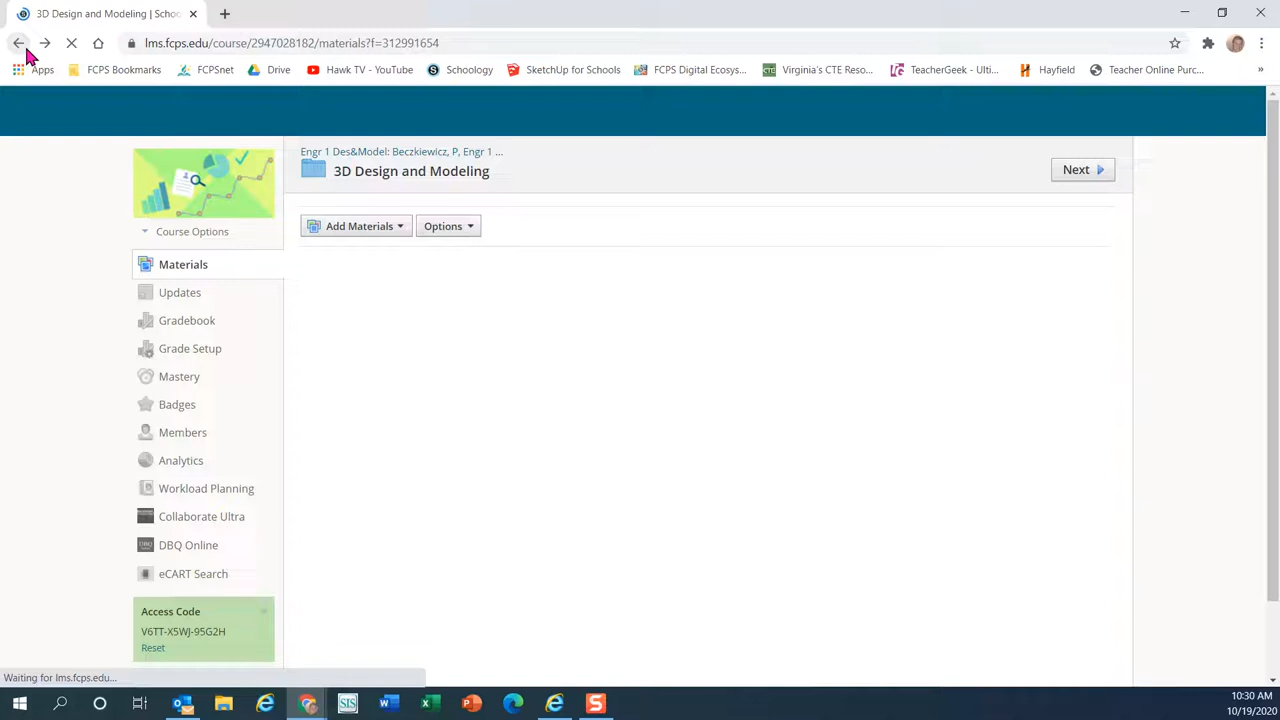 3D Design and Modeling | Schoo
lms.fcps.edu/course/2947028182/materials?f=312991654
Apps FCPS Bookmarks FCPSnet Drive Hawk TV - YouTube Schoology SketchUp for Schools FCPS Digital Ecosys... Virginia's CTE Reso... TeacherGeek - Ulti... Hayfield Teacher Online Purc... »
Engr 1 Des&Model: Beczkiewicz, P, Engr 1 ...
3D Design and Modeling
Next
Course Options
Add Materials Options
Materials
Updates
Gradebook
Grade Setup
Mastery
Badges
Members
Analytics
Workload Planning
Collaborate Ultra
DBQ DBQ Online
eCART Search
Access Code
V6TT-X5WJ-95G2H
Reset
Waiting for lms.fcps.edu...
SIS
10:30 AM
10/19/2020